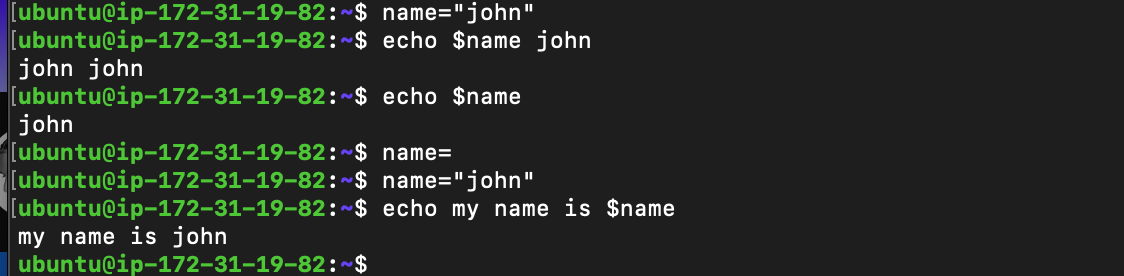 [ubuntu@ip-172-31-19-82:~$ name="john"
[ubuntu@ip-172-31-19-82:~$ echo $name john
john john
[ubuntu@ip-172-31-19-82:~$ echo $name
john
[ubuntu@ip-172-31-19-82:~$ name=
[ubuntu@ip-172-31-19-82:~$ name="john"
[ubuntu@ip-172-31-19-82:~$ echo my name is $name
my name is john
ubuntu@ip-172-31-19-82:~$